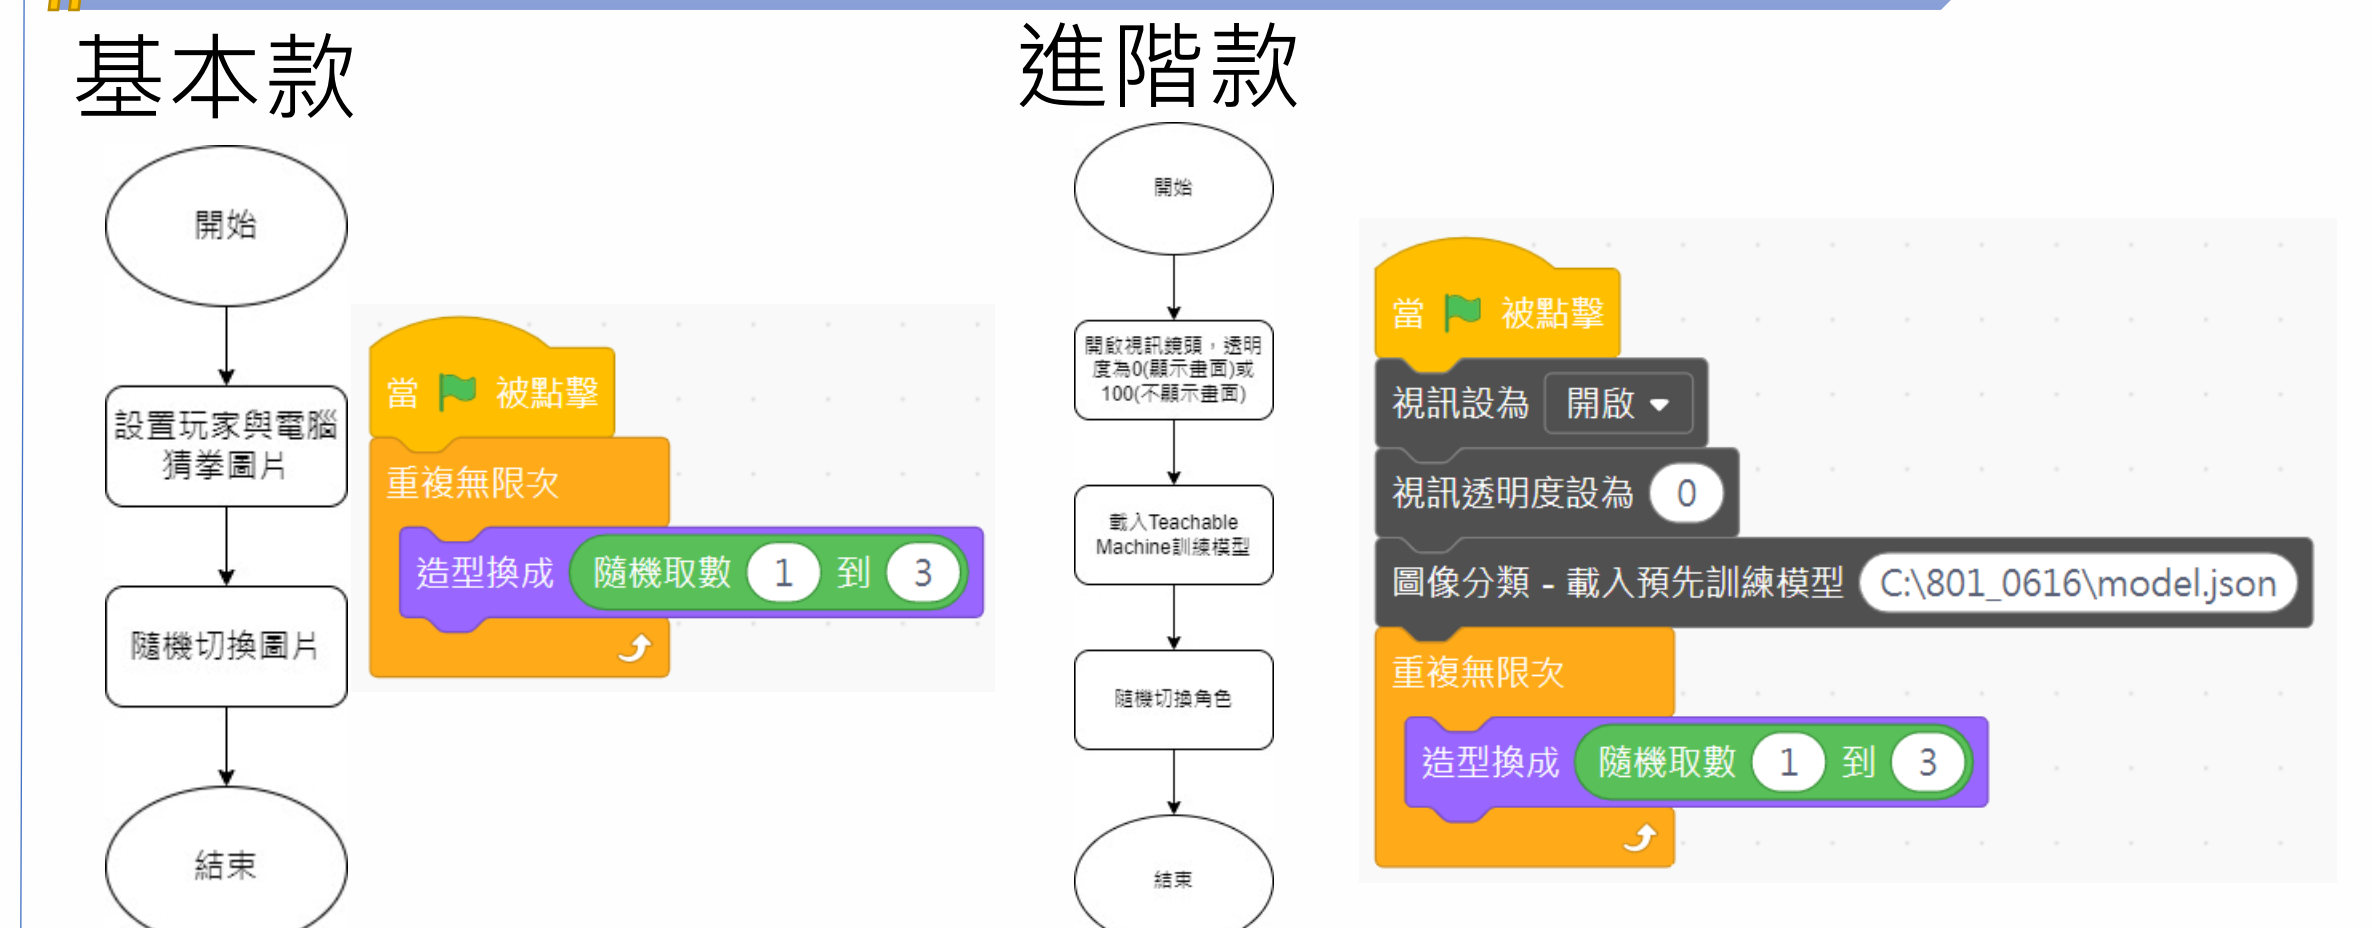 基本款
開始
設置玩家與電腦
猜拳圖片
隨機切換圖片
結束
當 被點擊
重複無限次
造型換成 隨機取數 1 到 3
進階款
開始
開啟視訊鏡頭，透明
度為0(顯示畫面)或
100(不顯示畫面)
載入Teachable
Machine訓練模型
隨機切換角色
結束
當 被點擊
視訊設為 開啟
視訊透明度設為 0
圖像分類 - 載入預先訓練模型 C:\801_0616\model.json
重複無限次
造型換成 隨機取數 1 到 3